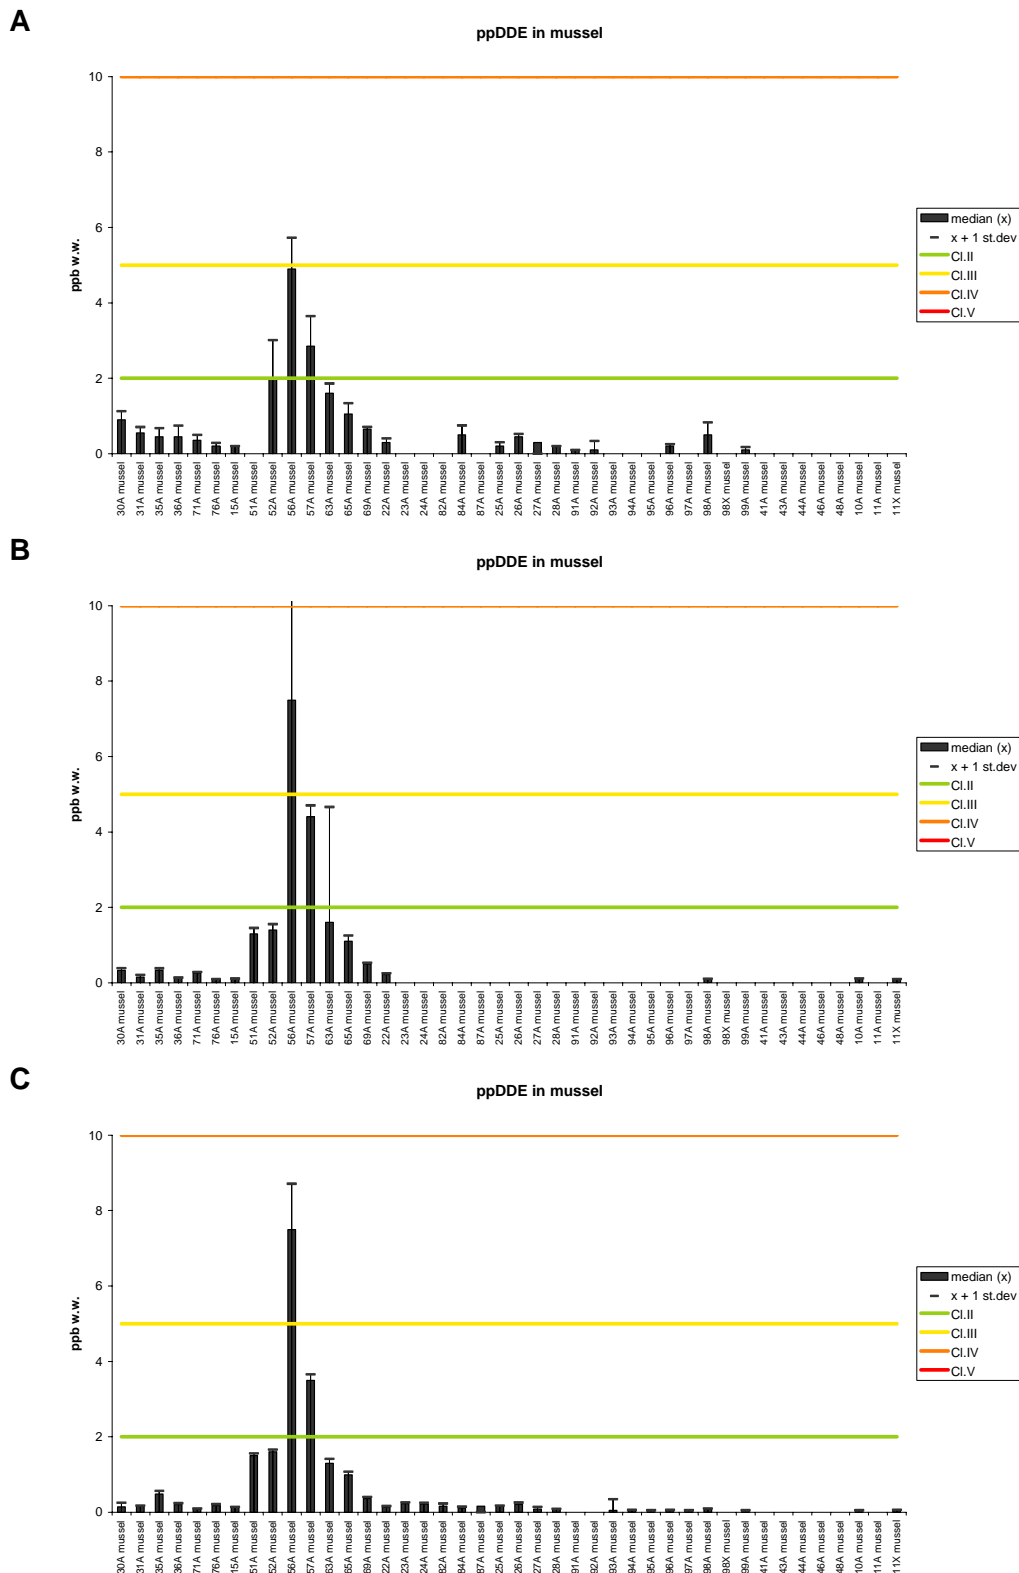 A
ppDDE in mussel
10
8
6
4
2
0
ppb w.w.
30A mussel
31A mussel
35A mussel
36A mussel
71A mussel
76A mussel
15A mussel
51A mussel
52A mussel
56A mussel
57A mussel
63A mussel
65A mussel
69A mussel
22A mussel
23A mussel
24A mussel
82A mussel
84A mussel
87A mussel
25A mussel
26A mussel
27A mussel
28A mussel
91A mussel
92A mussel
93A mussel
94A mussel
95A mussel
96A mussel
97A mussel
98A mussel
98X mussel
99A mussel
41A mussel
43A mussel
44A mussel
46A mussel
48A mussel
10A mussel
11A mussel
11X mussel
median (x)
x + 1 st.dev
Cl.II
Cl.III
Cl.IV
Cl.V
B
ppDDE in mussel
10
8
6
4
2
0
ppb w.w.
30A mussel
31A mussel
35A mussel
36A mussel
71A mussel
76A mussel
15A mussel
51A mussel
52A mussel
56A mussel
57A mussel
63A mussel
65A mussel
69A mussel
22A mussel
23A mussel
24A mussel
82A mussel
84A mussel
87A mussel
25A mussel
26A mussel
27A mussel
28A mussel
91A mussel
92A mussel
93A mussel
94A mussel
95A mussel
96A mussel
97A mussel
98A mussel
98X mussel
99A mussel
41A mussel
43A mussel
44A mussel
46A mussel
48A mussel
10A mussel
11A mussel
11X mussel
median (x)
x + 1 st.dev
Cl.II
Cl.III
Cl.IV
Cl.V
C
ppDDE in mussel
10
8
6
4
2
0
ppb w.w.
30A mussel
31A mussel
35A mussel
36A mussel
71A mussel
76A mussel
15A mussel
51A mussel
52A mussel
56A mussel
57A mussel
63A mussel
65A mussel
69A mussel
22A mussel
23A mussel
24A mussel
82A mussel
84A mussel
87A mussel
25A mussel
26A mussel
27A mussel
28A mussel
91A mussel
92A mussel
93A mussel
94A mussel
95A mussel
96A mussel
97A mussel
98A mussel
98X mussel
99A mussel
41A mussel
43A mussel
44A mussel
46A mussel
48A mussel
10A mussel
11A mussel
11X mussel
median (x)
x + 1 st.dev
Cl.II
Cl.III
Cl.IV
Cl.V